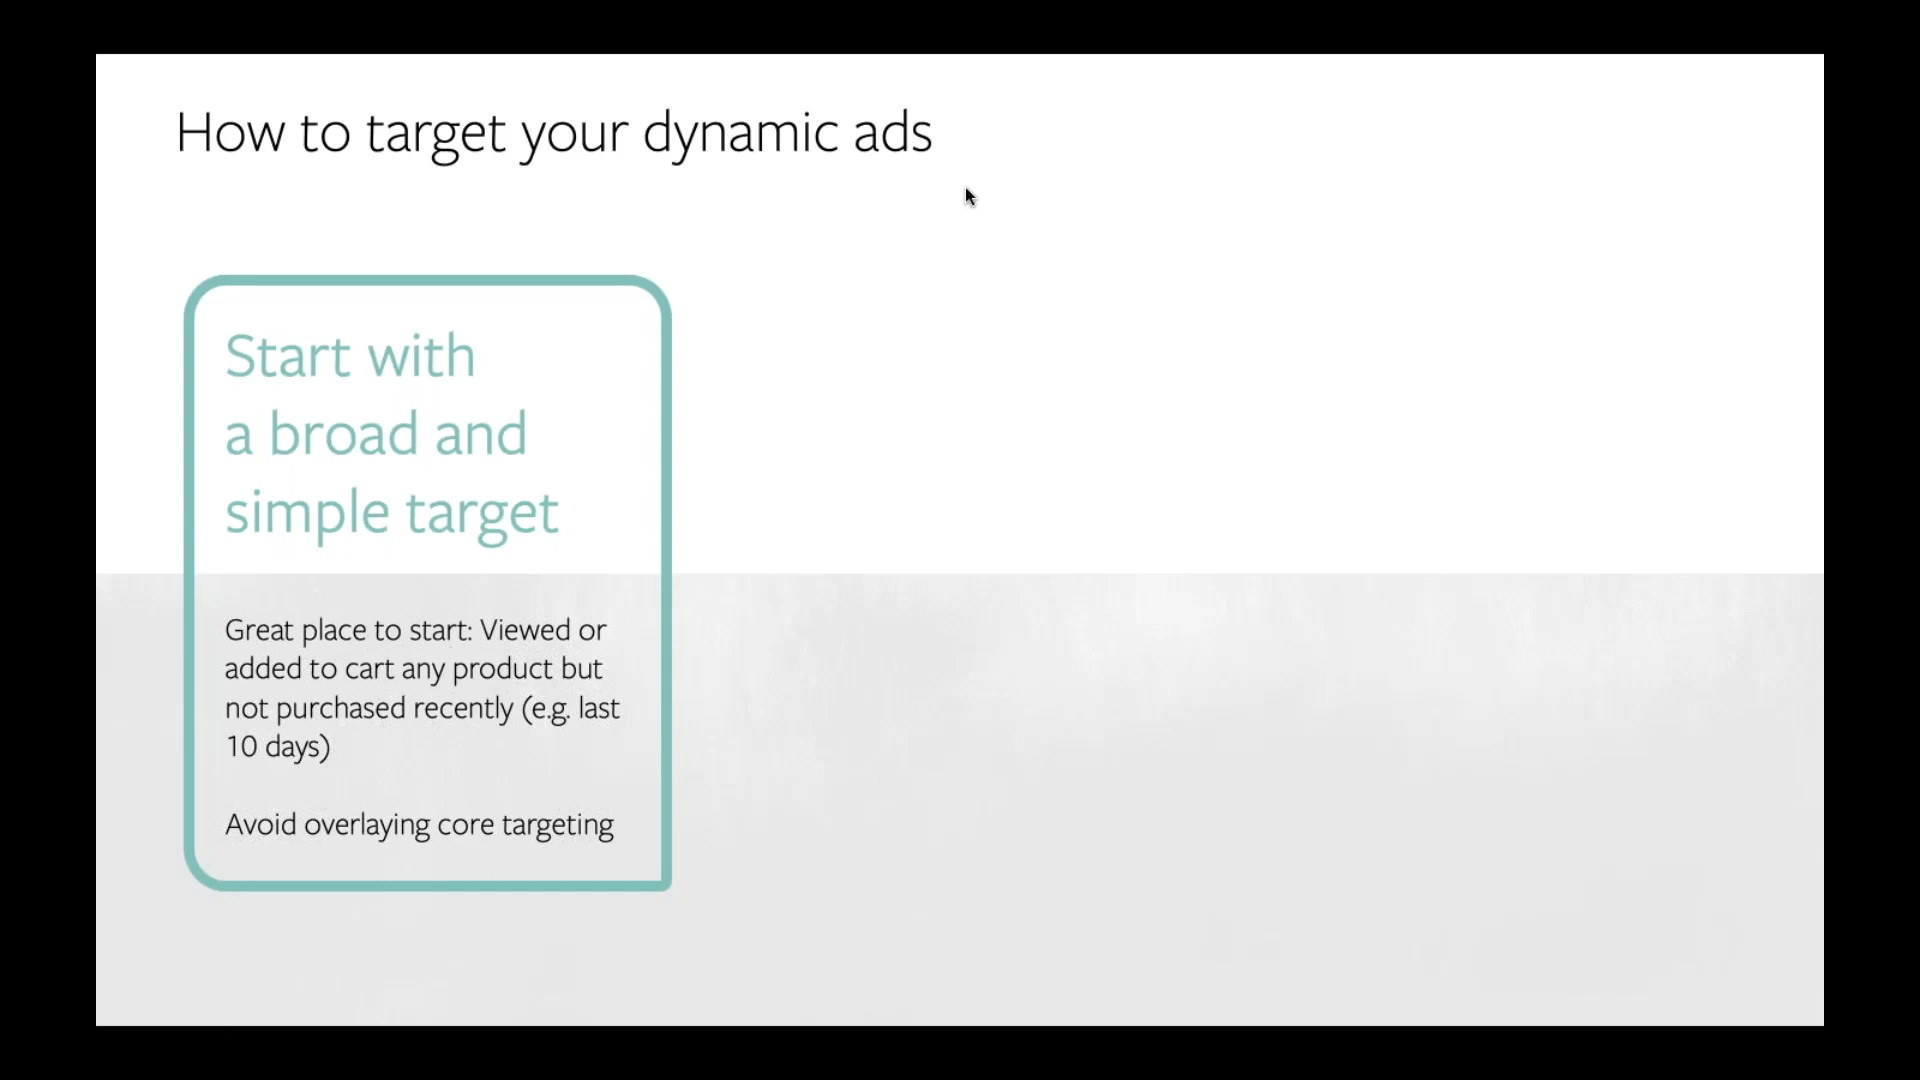 How to target your dynamic ads
Start with
a broad and
simple target
Great place to start: Viewed or
added to cart any product but
not purchased recently (e.g. last
10 days)
Avoid overlaying core targeting